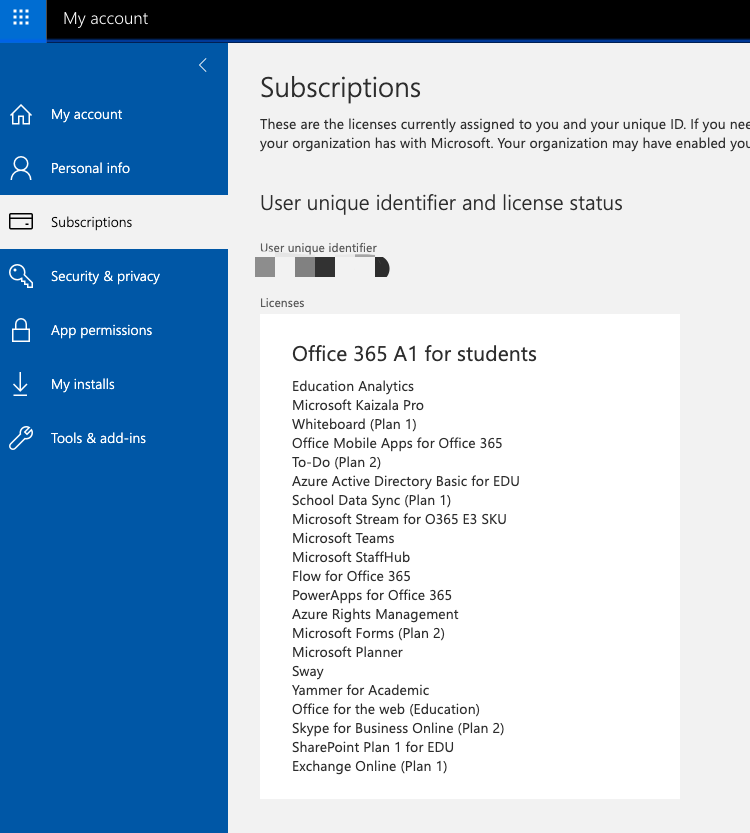 My account
My account
Personal info
Subscriptions
Security & privacy
App permissions
My installs
Tools & add-ins
Subscriptions
These are the licenses currently assigned to you and your unique ID. If you
your organization has with Microsoft. Your organization may have enabled
User unique identifier and license status
User unique identifier
Licenses
Office 365 A1 for students
Education Analytics
Microsoft Kaizala Pro
Whiteboard (Plan 1)
Office Mobile Apps for Office 365
To-Do (Plan 2)
Azure Active Directory Basic for EDU
School Data Sync (Plan 1)
Microsoft Stream for O365 E3 SKU
Microsoft Teams
Microsoft StaffHub
Flow for Office 365
PowerApps for Office 365
Azure Rights Management
Microsoft Forms (Plan 2)
Microsoft Planner
Sway
Yammer for Academic
Office for the web (Education)
Skype for Business Online (Plan 2)
SharePoint Plan 1 for EDU
Exchange Online (Plan 1)